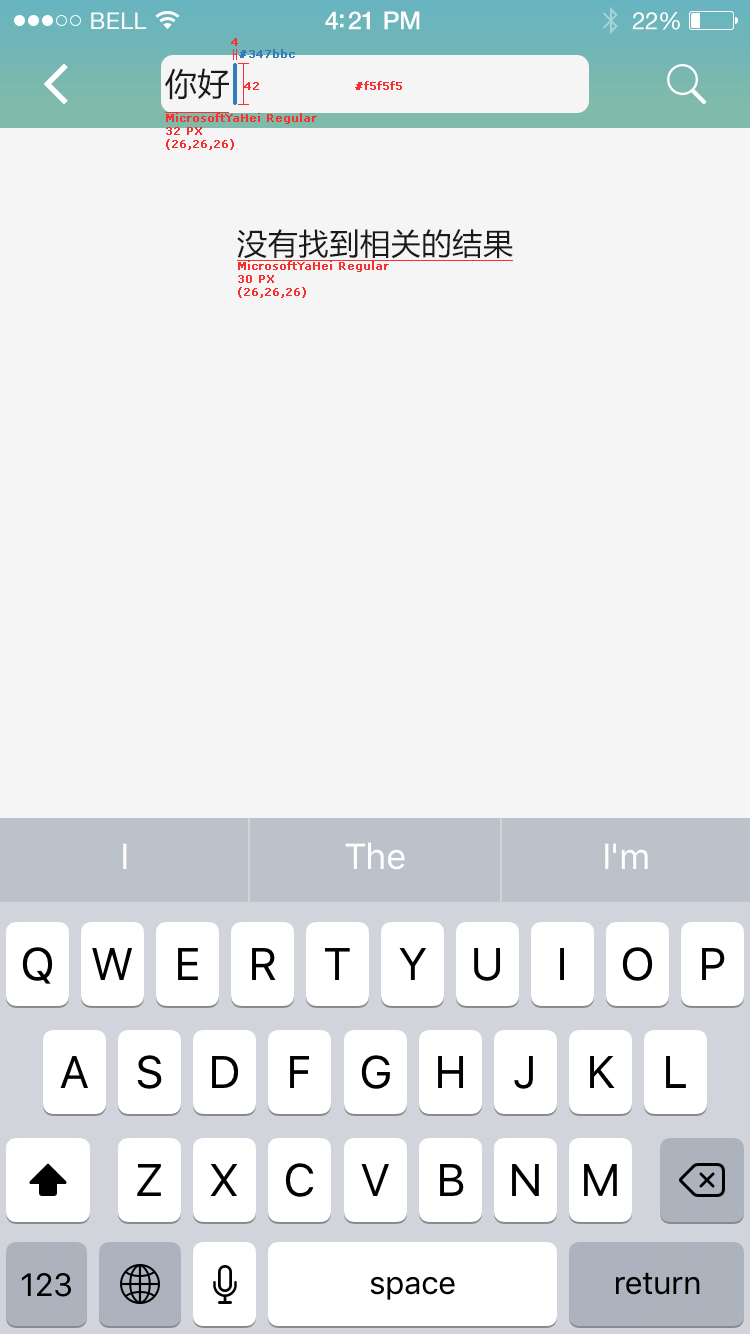 BELL 4:21 PM 22%
4
#347bbc
你好 42 #f5f5f5
MicrosoftYaHei Regular
32 PX
(26,26,26)
没有找到相关的结果
MicrosoftYaHei Regular
30 PX
(26,26,26)
I The I'm
Q W E R T Y U I O P
A S D F G H J K L
Z X C V B N M
123 space return